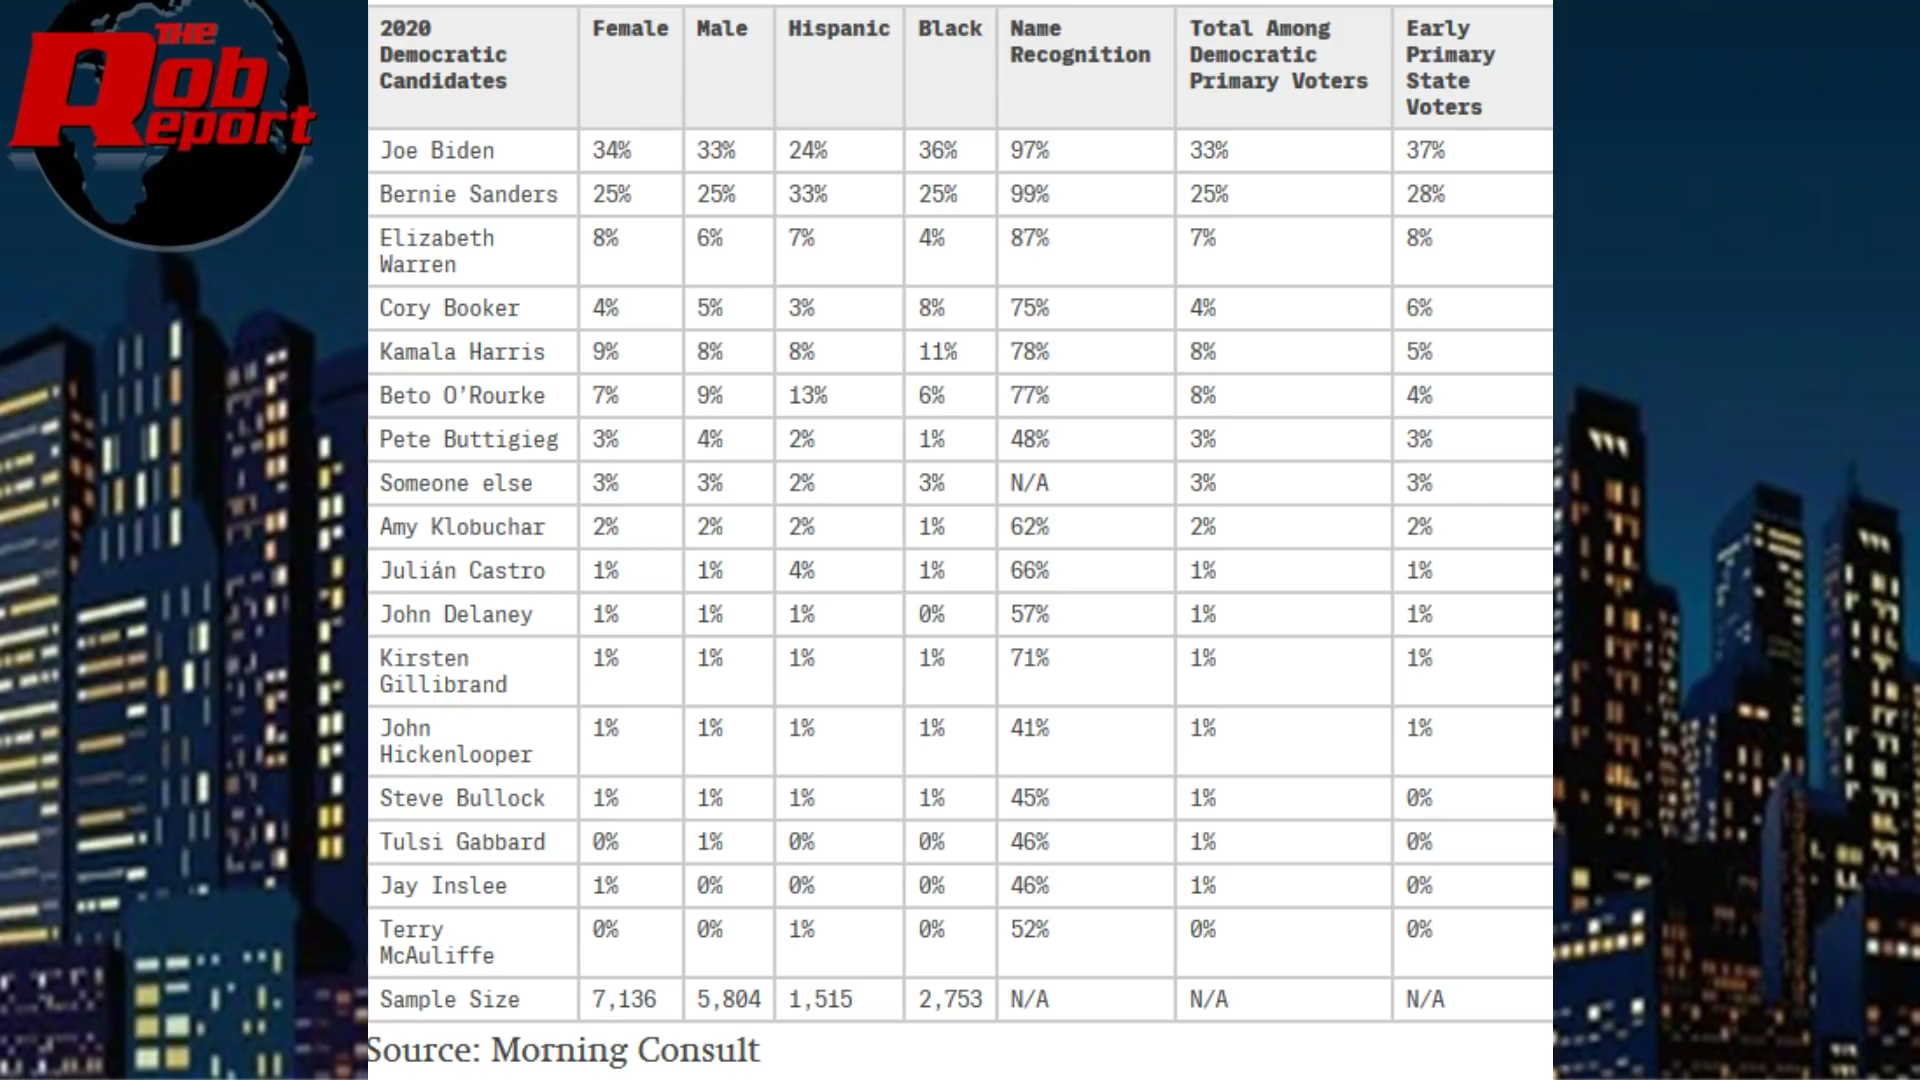 THE
Rob
Report
2020 Democratic Candidates Female Male Hispanic Black Name Recognition Total Among Democratic Primary Voters Early Primary State Voters
Joe Biden 34% 33% 24% 36% 97% 33% 37%
Bernie Sanders 25% 25% 33% 25% 99% 25% 28%
Elizabeth Warren 8% 6% 7% 4% 87% 7% 8%
Cory Booker 4% 5% 3% 8% 75% 4% 6%
Kamala Harris 9% 8% 8% 11% 78% 8% 5%
Beto O’Rourke 7% 9% 13% 6% 77% 8% 4%
Pete Buttigieg 3% 4% 2% 1% 48% 3% 3%
Someone else 3% 3% 2% 3% N/A 3% 3%
Amy Klobuchar 2% 2% 2% 1% 62% 2% 2%
Julián Castro 1% 1% 4% 1% 66% 1% 1%
John Delaney 1% 1% 1% 0% 57% 1% 1%
Kirsten Gillibrand 1% 1% 1% 1% 71% 1% 1%
John Hickenlooper 1% 1% 1% 1% 41% 1% 1%
Steve Bullock 1% 1% 1% 1% 45% 1% 0%
Tulsi Gabbard 0% 1% 0% 0% 46% 1% 0%
Jay Inslee 1% 0% 0% 0% 46% 1% 0%
Terry McAuliffe 0% 0% 1% 0% 52% 0% 0%
Sample Size 7,136 5,804 1,515 2,753 N/A N/A N/A
Source: Morning Consult